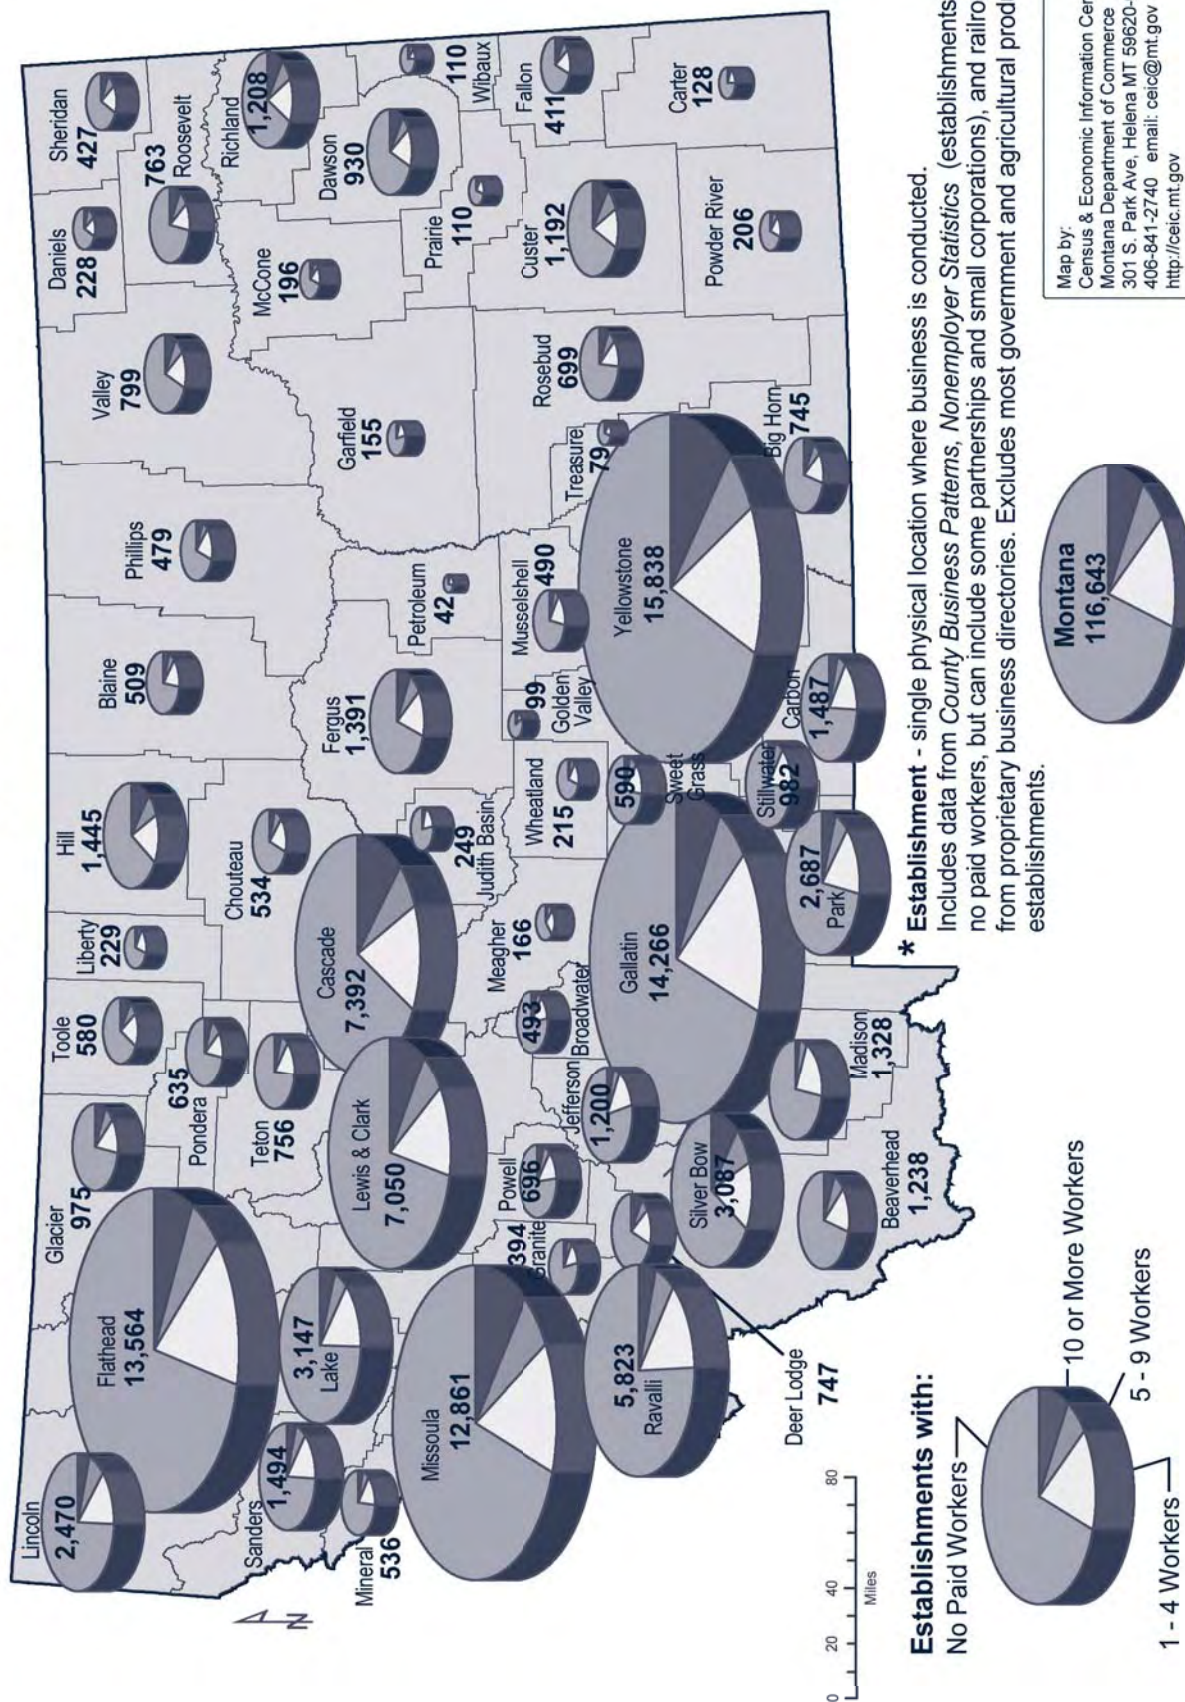 Lincoln
2,470
Flathead
13,564
Glacier
975
Toole
580
Liberty
229
Hill
1,445
Blaine
509
Phillips
479
Valley
799
Daniels
228
Sheridan
427
763
Roosevelt
Richland
1,208
635
Pondera
Teton
756
Chouteau
534
McCone
196
Dawson
930
110
Wibaux
Sanders
1,494
Mineral
536
3,147
Lake
Lewis & Clark
7,050
Cascade
7,392
249
Judith Basin
Fergus
1,391
Petroleum
42
Garfield
155
Prairie
110
Missoula
12,861
394
Granite
Powell
696
Meagher
166
Wheatland
215
99
Golden
Valley
Musselshell
490
Treasure
79
Rosebud
699
Custer
1,192
Fallon
411
5,823
Ravalli
Deer Lodge
747
Silver Bow
3,087
Jefferson
1,200
493
Broadwater
Gallatin
14,266
590
Sweet
Grass
Yellowstone
15,838
Big Horn
745
Powder River
206
Carter
128
Beaverhead
1,238
Madison
1,328
2,687
Park
Stillwater
982
Carbon
1,487
N
0 20 40 80
Miles
* Establishment - single physical location where business is conducted.
Includes data from County Business Patterns, Nonemployer Statistics (establishments
no paid workers, but can include some partnerships and small corporations), and railro
from proprietary business directories. Excludes most government and agricultural produ
establishments.
Establishments with:
No Paid Workers
10 or More Workers
5 - 9 Workers
1 - 4 Workers
Montana
116,643
Map by:
Census & Economic Information Cen
Montana Department of Commerce
301 S. Park Ave, Helena MT 59620-
406-841-2740 email: ceic@mt.gov
http://ceic.mt.gov